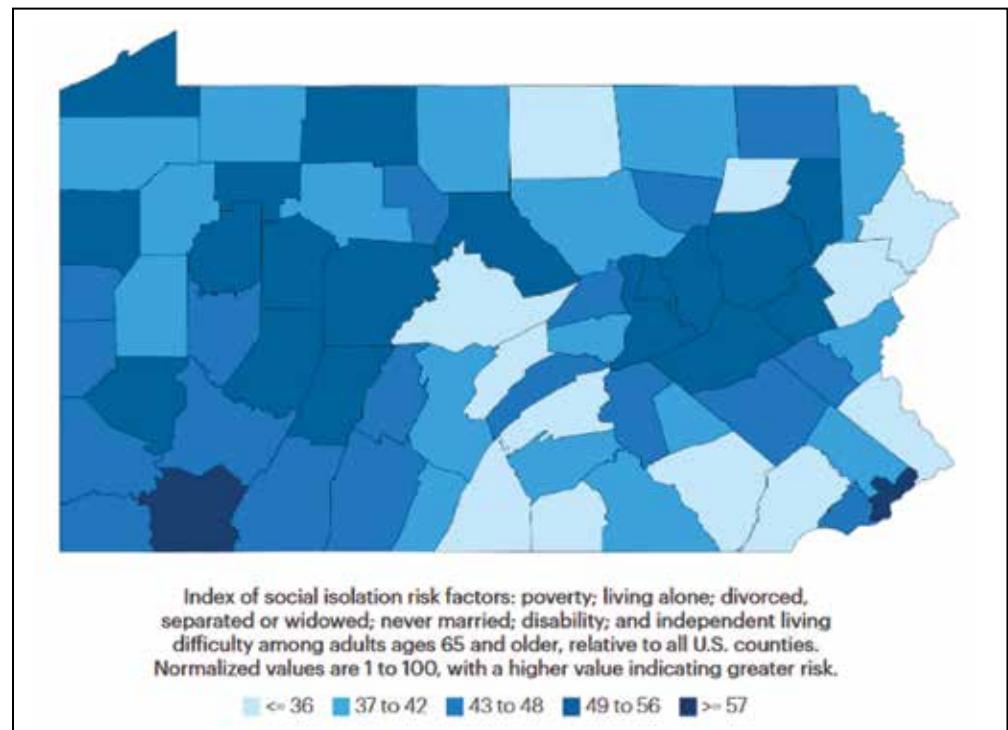 Index of social isolation risk factors: poverty; living alone; divorced,
separated or widowed; never married; disability; and independent living
difficulty among adults ages 65 and older, relative to all U.S. counties.
Normalized values are 1 to 100, with a higher value indicating greater risk.
<= 36 37 to 42 43 to 48 49 to 56 >= 57